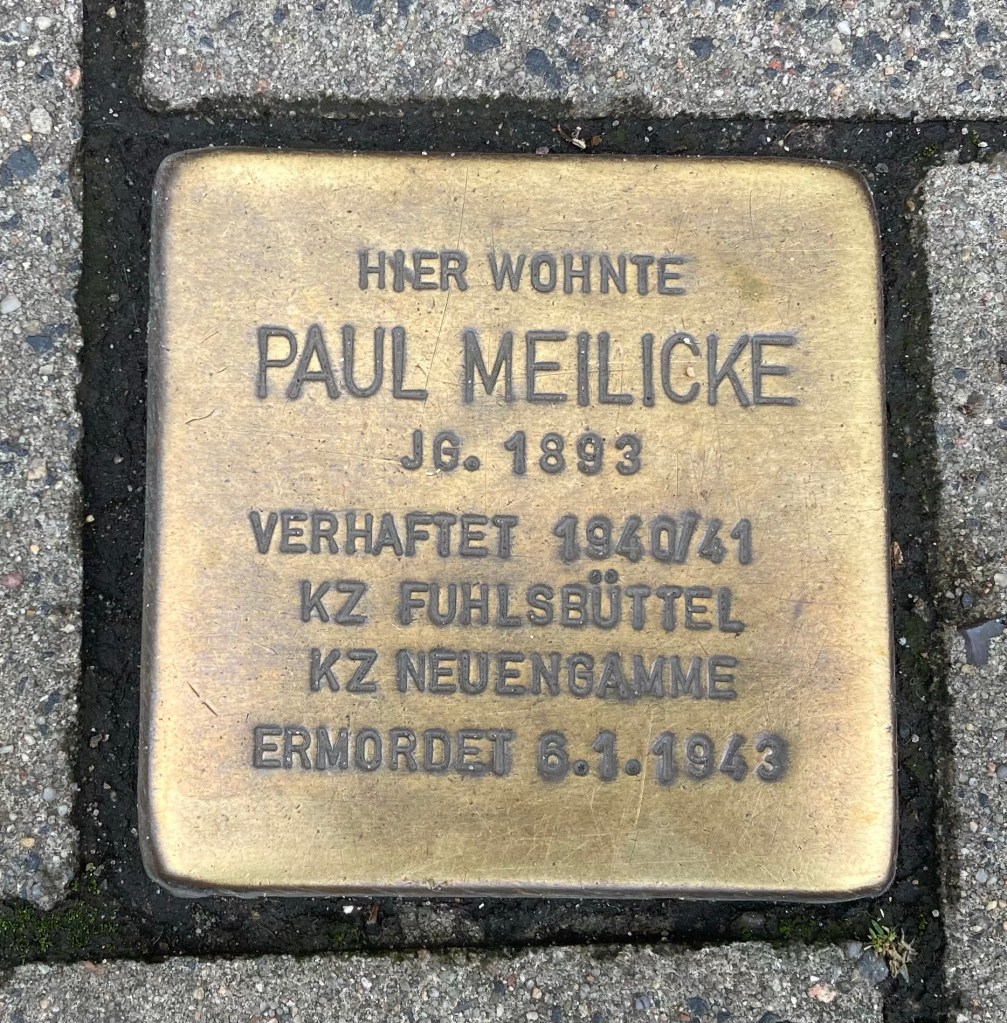 HIER WOHNTE
PAUL MEILICKE
JG. 1893
VERHAFTET 1940/41
KZ FUHLSBÜTTEL
KZ NEUENGAMME
ERMORDET 6.1.1943